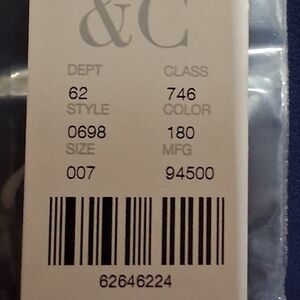 &C
DEPT CLASS
62 746
STYLE COLOR
0698 180
SIZE MFG
007 94500
62646224